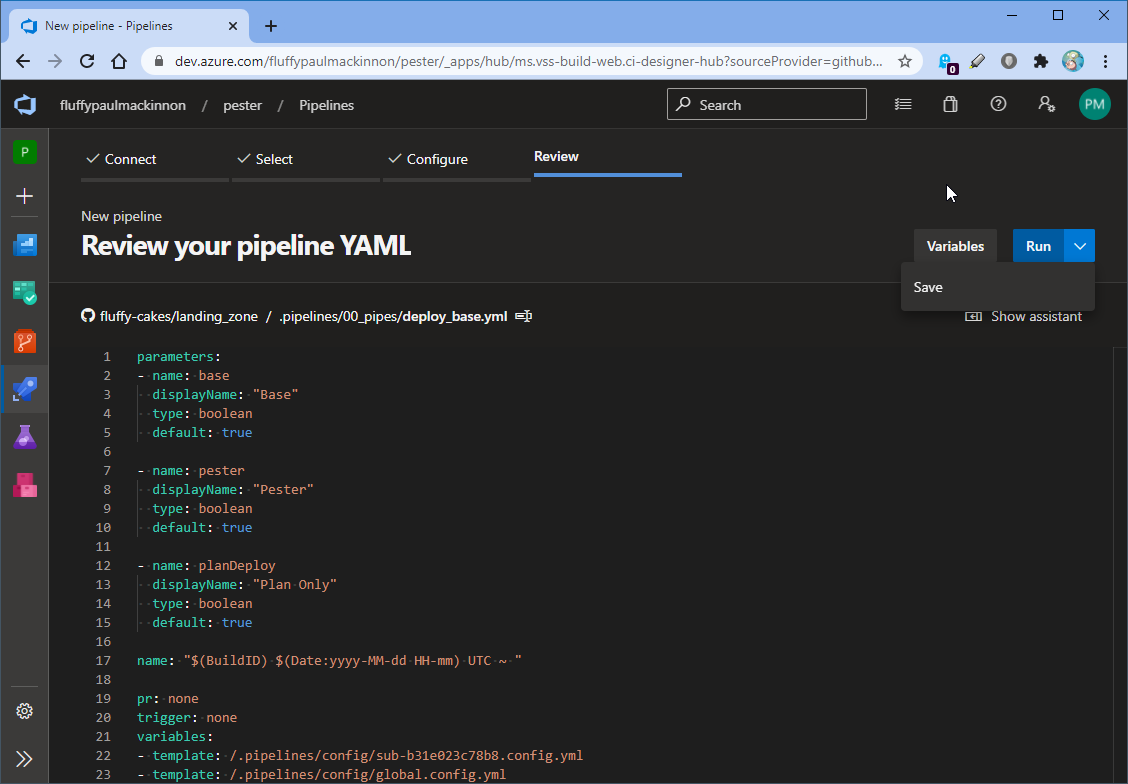 New pipeline - Pipelines
dev.azure.com/fluffypaulmackinnon/pester/_apps/hub/ms.vss-build-web.ci-designer-hub?sourceProvider=github...
0
fluffypaulmackinnon / pester / Pipelines
Search
PM
P
Connect
Select
Configure
Review
New pipeline
Review your pipeline YAML
Variables
Run
Save
fluffy-cakes/landing_zone / .pipelines/00_pipes/deploy_base.yml
Show assistant
1 parameters:
2 - name: base
3   displayName: "Base"
4   type: boolean
5   default: true
6
7 - name: pester
8   displayName: "Pester"
9   type: boolean
10   default: true
11
12 - name: planDeploy
13   displayName: "Plan Only"
14   type: boolean
15   default: true
16
17 name: "$(BuildID) $(Date:yyyy-MM-dd HH-mm) UTC ~ "
18
19 pr: none
20 trigger: none
21 variables:
22 - template: /.pipelines/config/sub-b31e023c78b8.config.yml
23 - template: /.pipelines/config/global.config.yml